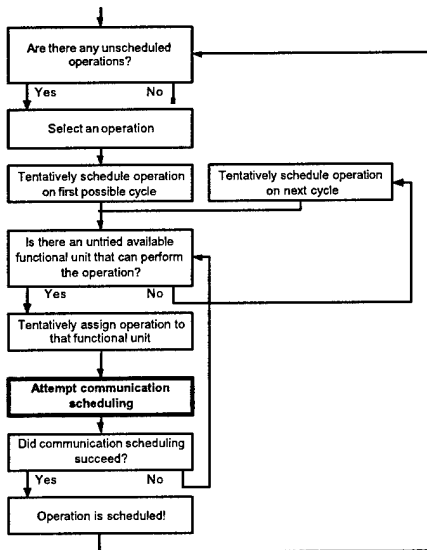 Are there any unscheduled
operations?
Yes
No
Select an operation
Tentatively schedule operation
on first possible cycle
Tentatively schedule operation
on next cycle
Is there an untried available
functional unit that can perform
the operation?
Yes
No
Tentatively assign operation to
that functional unit
Attempt communication
scheduling
Did communication scheduling
succeed?
Yes
No
Operation is scheduled!